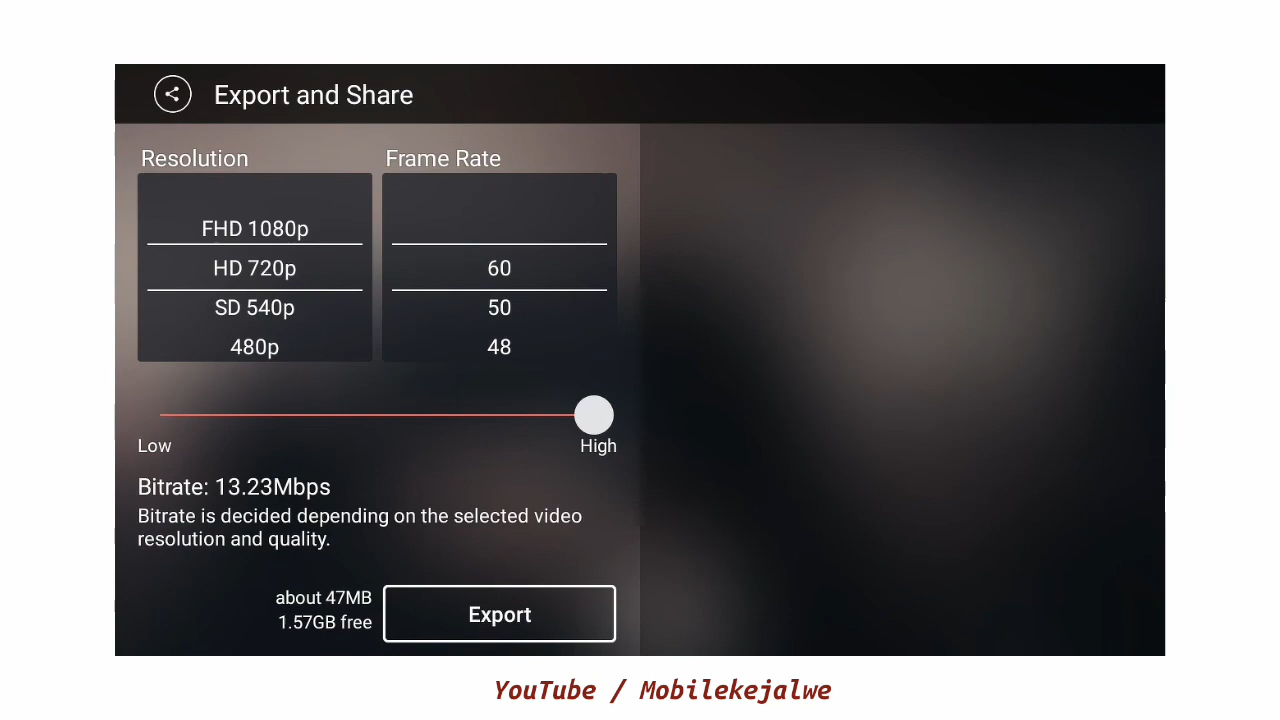 Export and Share
Resolution
Frame Rate
FHD 1080p
HD 720p
SD 540p
480p
60
50
48
Low
High
Bitrate: 13.23Mbps
Bitrate is decided depending on the selected video
resolution and quality.
about 47MB
1.57GB free
Export
YouTube / Mobilekejalwe